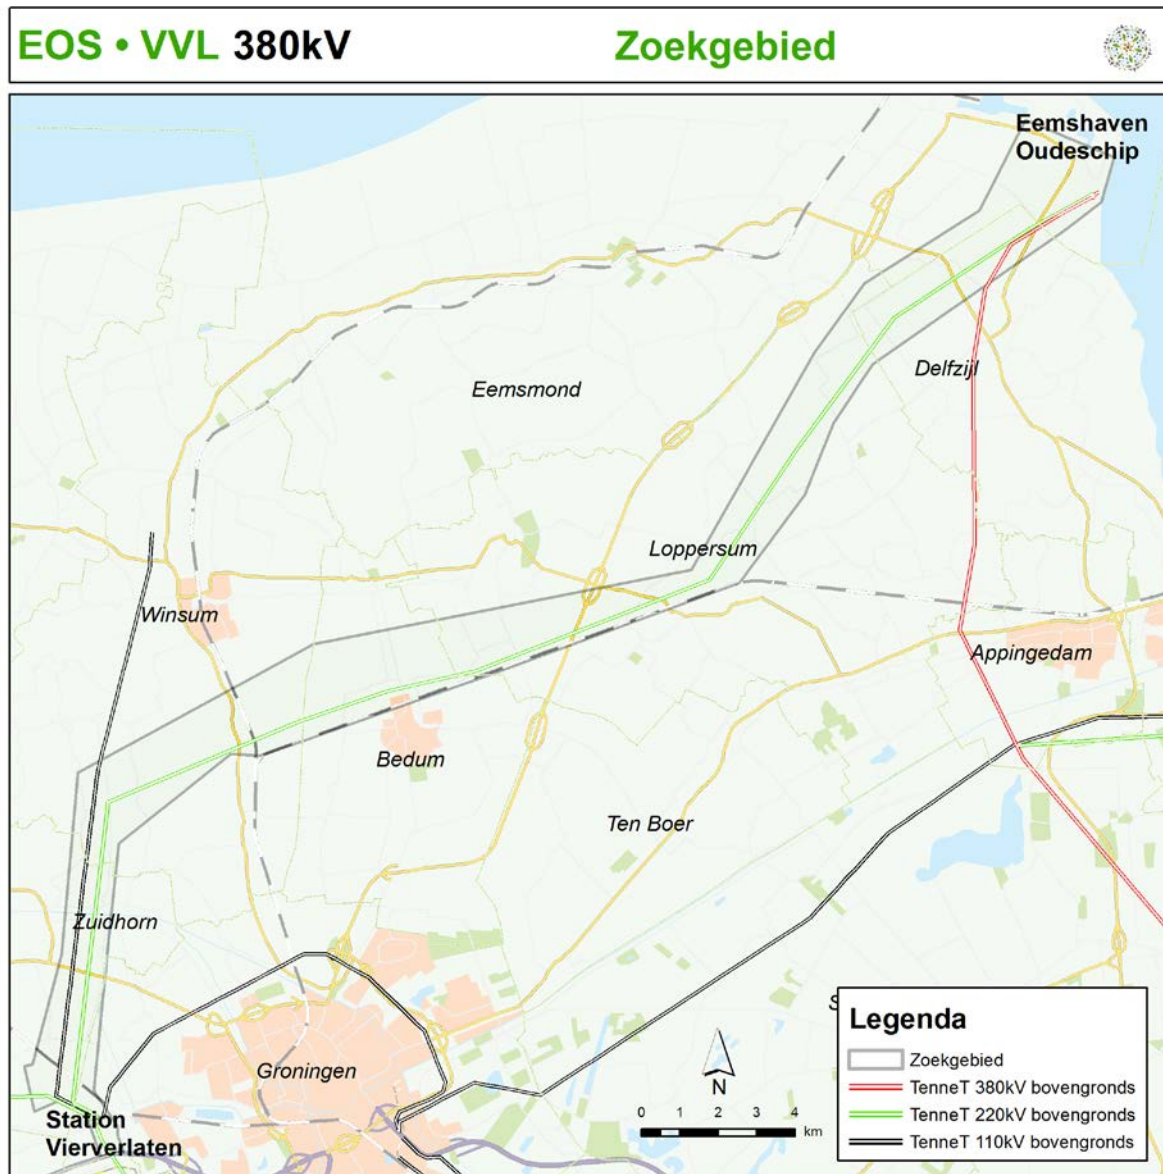 EOS • VVL 380kV
Zoekgebied
Eemshaven
Oudeschip
Delfzijl
Eemsmond
Loppersum
Winsum
Appingedam
Bedum
Ten Boer
Zuidhorn
Groningen
Station
Vierverlaten
N
0 1 2 3 4
km
Legenda
Zoekgebied
TenneT 380kV bovengronds
TenneT 220kV bovengronds
TenneT 110kV bovengronds